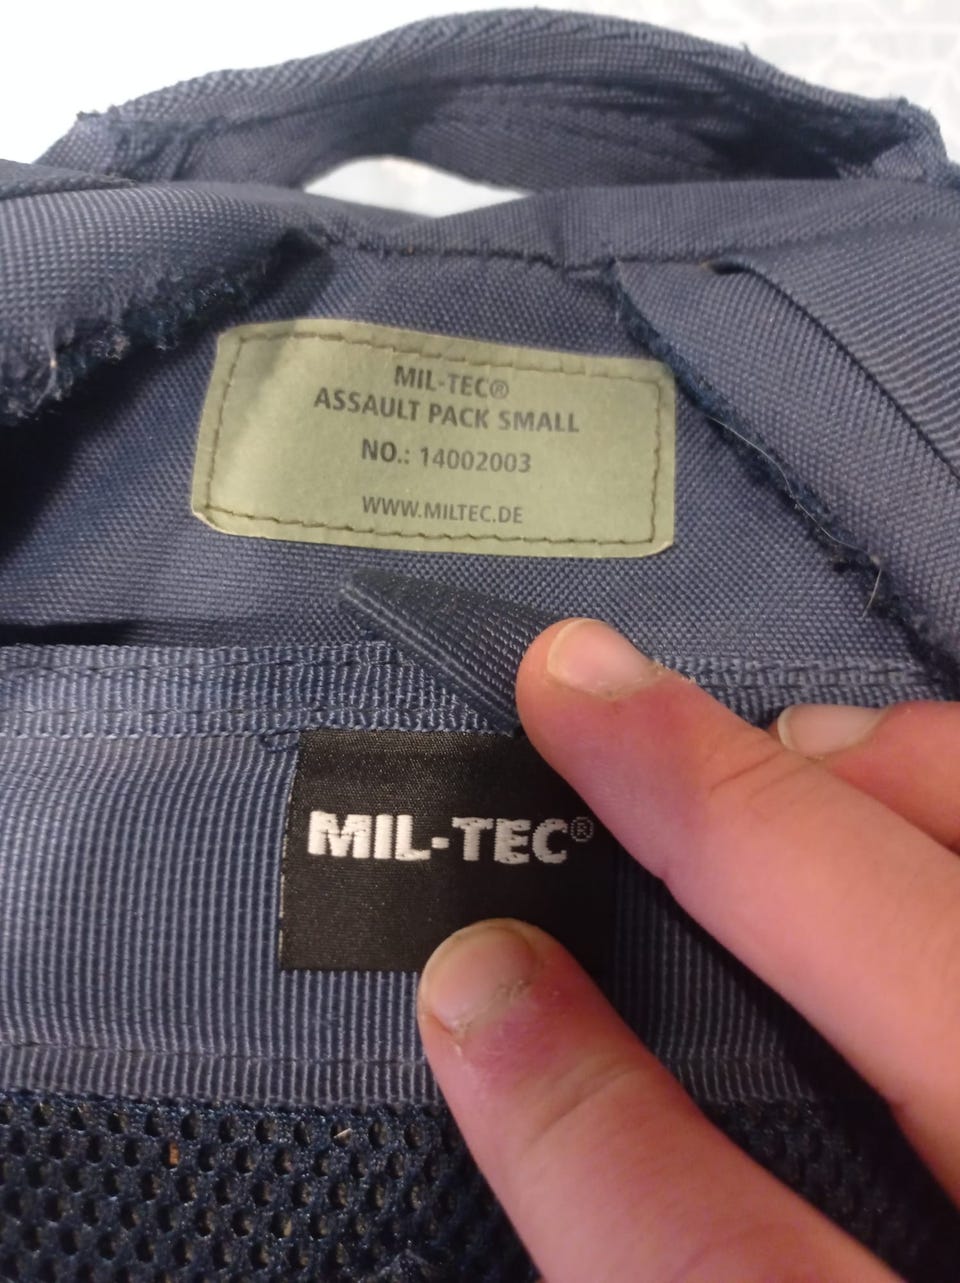 MIL-TEC®
ASSAULT PACK SMALL
NO.: 14002003
WWW.MILTEC.DE
MIL-TEC®